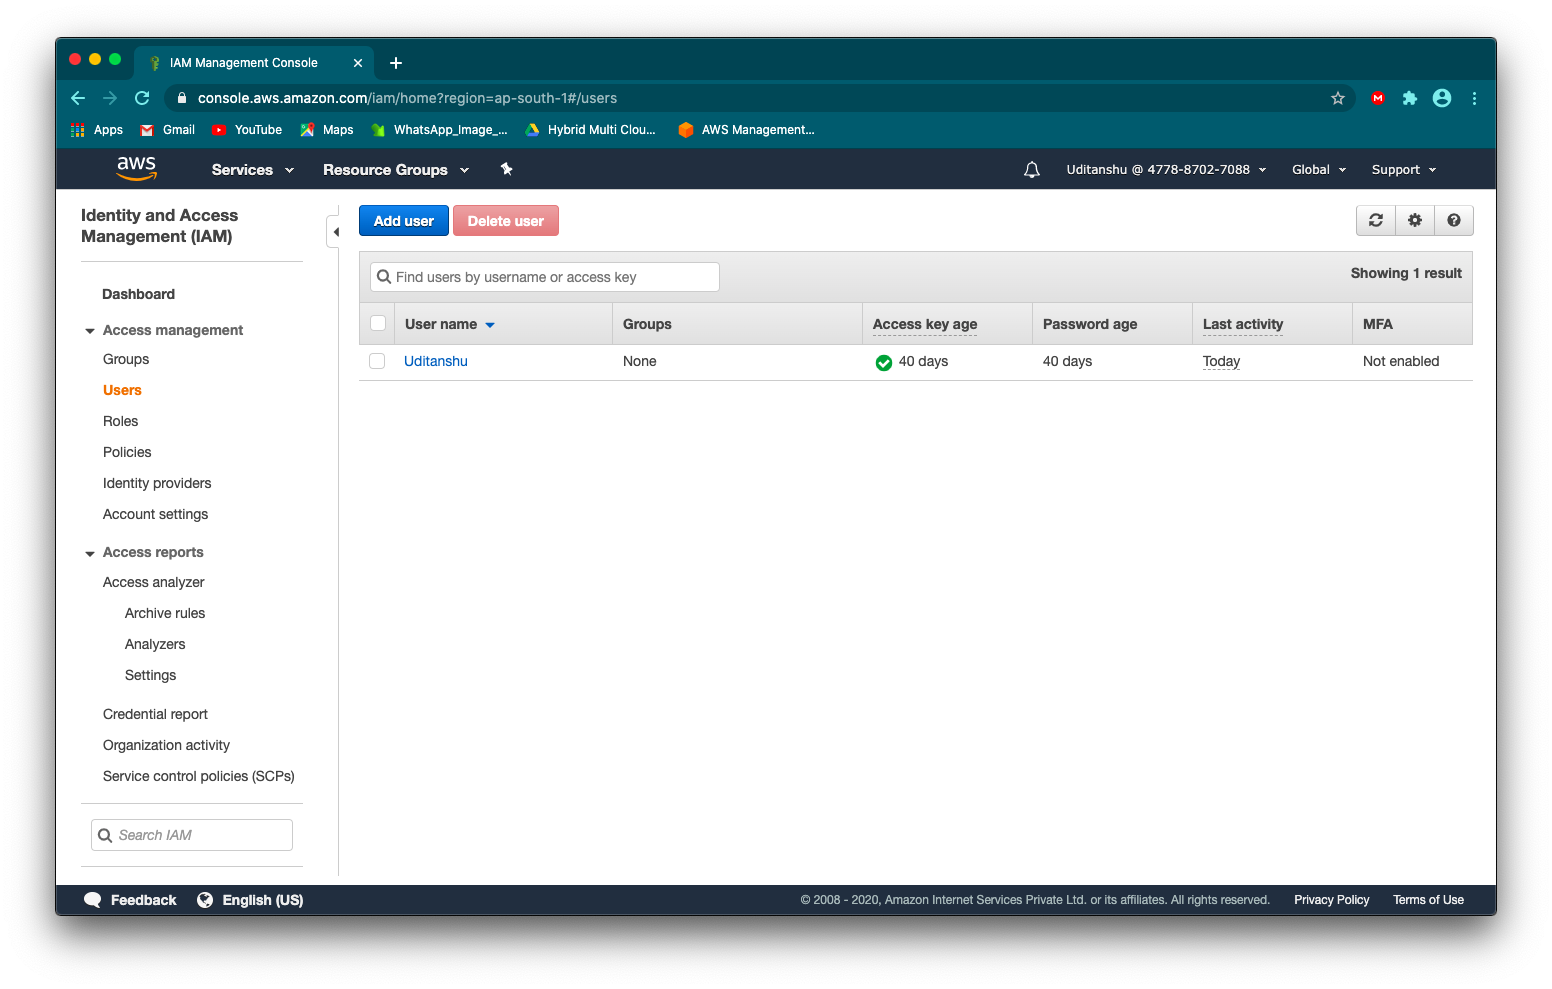 IAM Management Console
console.aws.amazon.com/iam/home?region=ap-south-1#/users
Apps Gmail YouTube Maps WhatsApp_Image_... Hybrid Multi Clou... AWS Management...
aws Services Resource Groups Uditanshu @ 4778-8702-7088 Global Support
Identity and Access
Management (IAM)
Dashboard
Access management
Groups
Users
Roles
Policies
Identity providers
Account settings
Access reports
Access analyzer
Archive rules
Analyzers
Settings
Credential report
Organization activity
Service control policies (SCPs)
Search IAM
Add user Delete user
Find users by username or access key Showing 1 result
User name Groups Access key age Password age Last activity MFA
Uditanshu None 40 days 40 days Today Not enabled
Feedback English (US) © 2008 - 2020, Amazon Internet Services Private Ltd. or its affiliates. All rights reserved. Privacy Policy Terms of Use